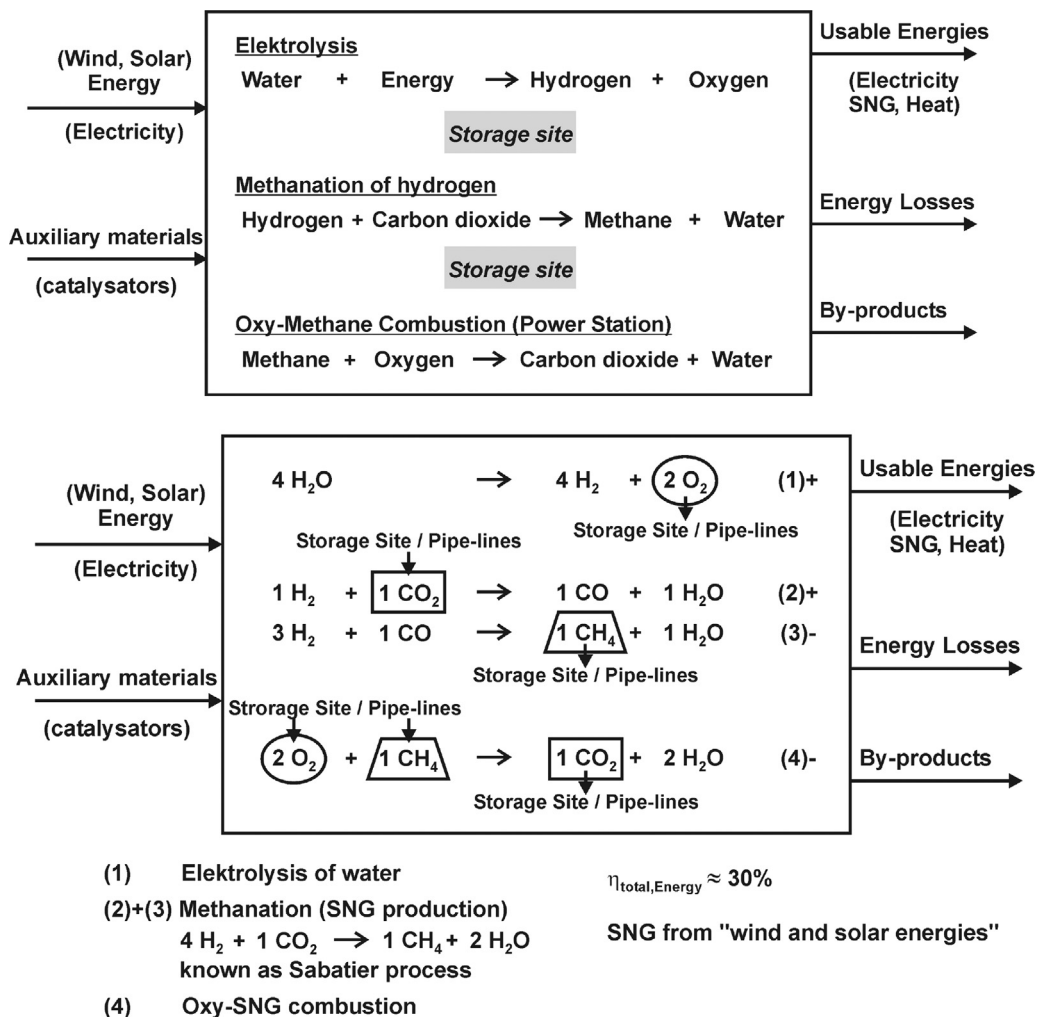 (Wind, Solar)
Energy
(Electricity)
Auxiliary materials
(catalysators)
Elektrolysis
Water + Energy → Hydrogen + Oxygen
Storage site
Methanation of hydrogen
Hydrogen + Carbon dioxide → Methane + Water
Storage site
Oxy-Methane Combustion (Power Station)
Methane + Oxygen → Carbon dioxide + Water
Usable Energies
(Electricity
SNG, Heat)
Energy Losses
By-products
(Wind, Solar)
Energy
(Electricity)
Auxiliary materials
(catalysators)
4 H₂O → 4 H₂ + 2 O₂ (1)+
Storage Site / Pipe-lines
Storage Site / Pipe-lines
1 H₂ + 1 CO₂ → 1 CO + 1 H₂O (2)+
3 H₂ + 1 CO → 1 CH₄ + 1 H₂O (3)-
Storage Site / Pipe-lines
Strorage Site / Pipe-lines
2 O₂ + 1 CH₄ → 1 CO₂ + 2 H₂O (4)-
Storage Site / Pipe-lines
Usable Energies
(Electricity
SNG, Heat)
Energy Losses
By-products
(1) Elektrolysis of water
(2)+(3) Methanation (SNG production)
4 H₂ + 1 CO₂ → 1 CH₄ + 2 H₂O
known as Sabatier process
(4) Oxy-SNG combustion
η total,Energy ≈ 30%
SNG from "wind and solar energies"